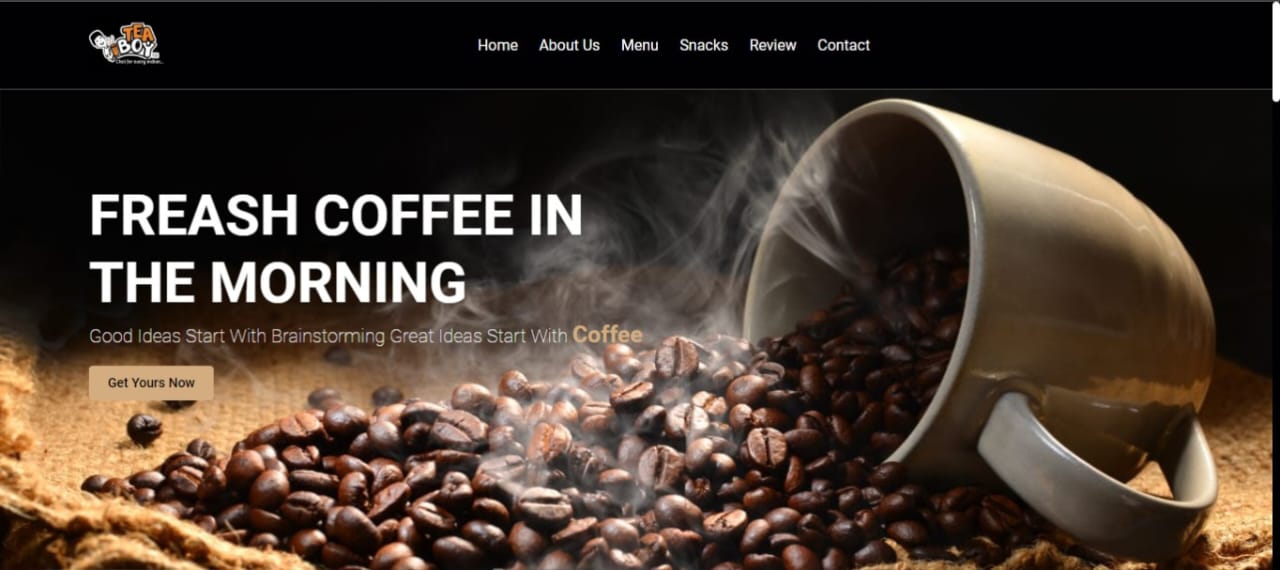 TEA
BOY
Home About Us Menu Snacks Review Contact
FREASH COFFEE IN
THE MORNING
Good Ideas Start With Brainstorming Great Ideas Start With Coffee
Get Yours Now